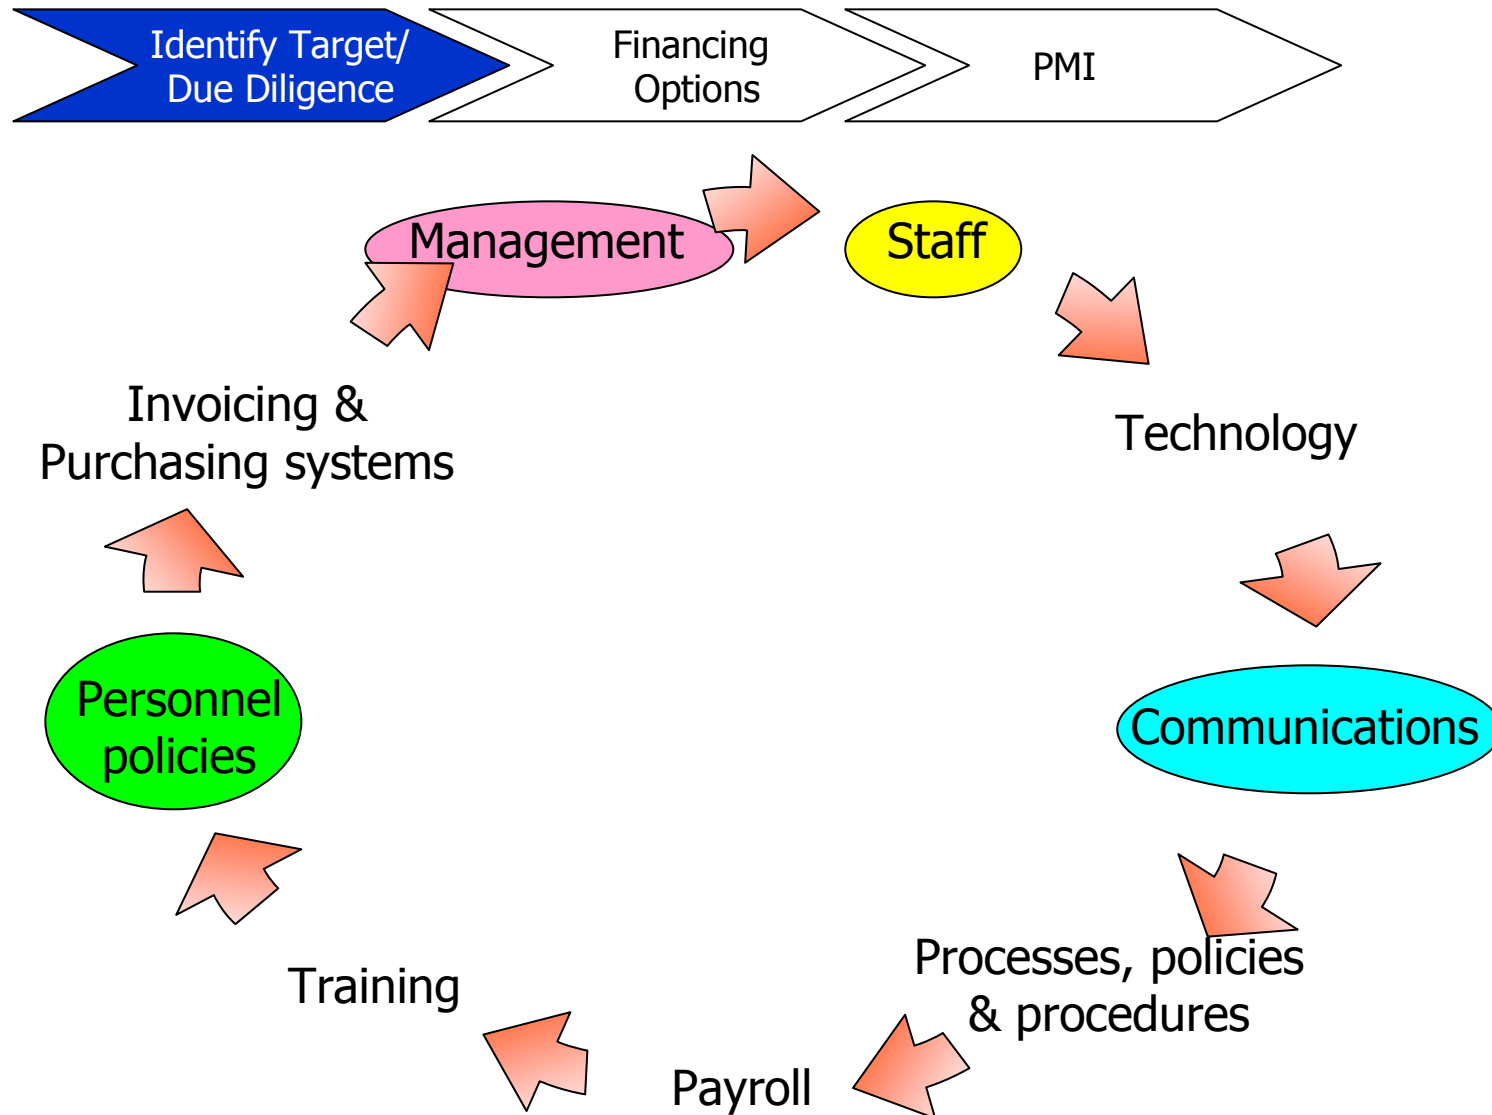 Identify Target/
Due Diligence
Financing
Options
PMI
Management
Staff
Technology
Communications
Processes, policies
& procedures
Payroll
Training
Personnel
policies
Invoicing &
Purchasing systems